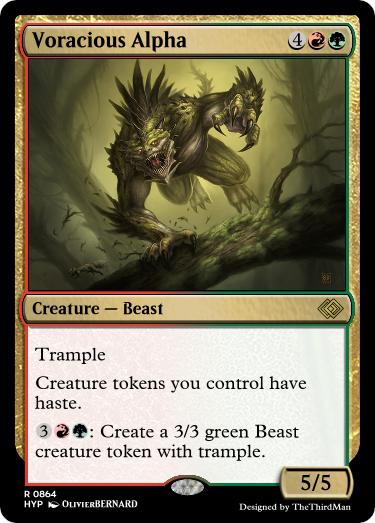 Voracious Alpha 4
Creature — Beast
Trample
Creature tokens you control have
haste.
3 : Create a 3/3 green Beast
creature token with trample.
5/5
R 0864
HYP OlivierBERNARD
Designed by TheThirdMan